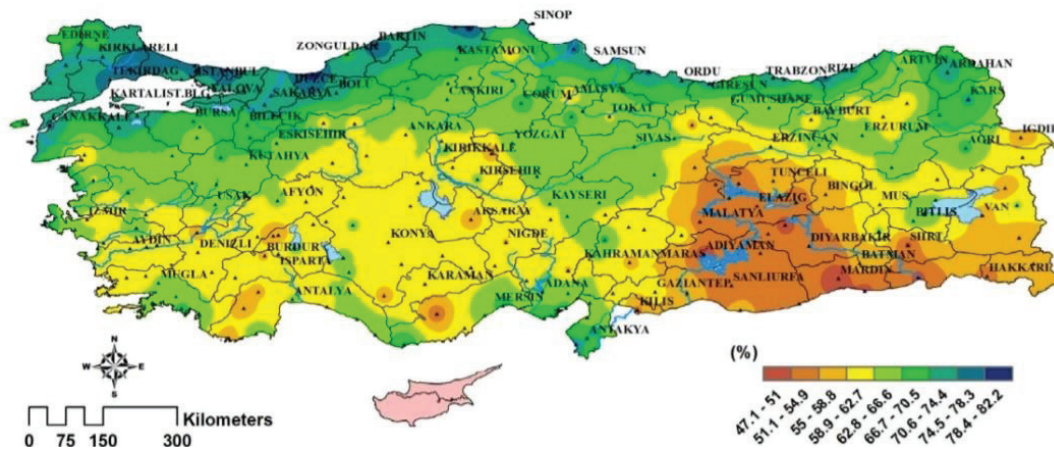 SINOP
EDIRNE
KIRKLARELI
BARTIN
ZONGULDAK
KASTAMONU
SAMSUN
TEKIRDAG
ISTANBUL
DUZCE
BOLU
ORDU
TRABZON
RIZE
ARTVIN
ARDAHAN
KARTALIST.BLG
YALOVA
SAKARYA
CANKIRI
CORUM
AMASYA
GIRESUN
GUMUSHANE
KARS
CANAKKALE
BURSA
BILECIK
TOKAT
BAYBURT
ESKISEHIR
ANKARA
YOZGAT
SIVAS
ERZINCAN
ERZURUM
IGDIR
AGRI
KUTAHYA
KIRIKKALE
KIRSEHIR
TUNCELI
USAK
AFYON
KAYSERI
ELAZIG
BINGOL
MUS
IZMIR
AKSARAY
MALATYA
BITLIS
VAN
AYDIN
DENIZLI
BURDUR
KONYA
NIGDE
DIYARBAKIR
SIIRT
ISPARTA
KAHRAMANMARAS
ADIYAMAN
BATMAN
MUGLA
KARAMAN
MARDIN
HAKKARI
ANTALYA
MERSIN
ADANA
GAZIANTEP
SANLIURFA
KILIS
ANTAKYA
N
W E
S
(%)
Kilometers
0 75 150 300
47.1 - 51
51.1 - 54.9
55 - 58.8
58.9 - 62.7
62.8 - 66.6
66.7 - 70.5
70.6 - 74.4
74.5 - 78.3
78.4 - 82.2